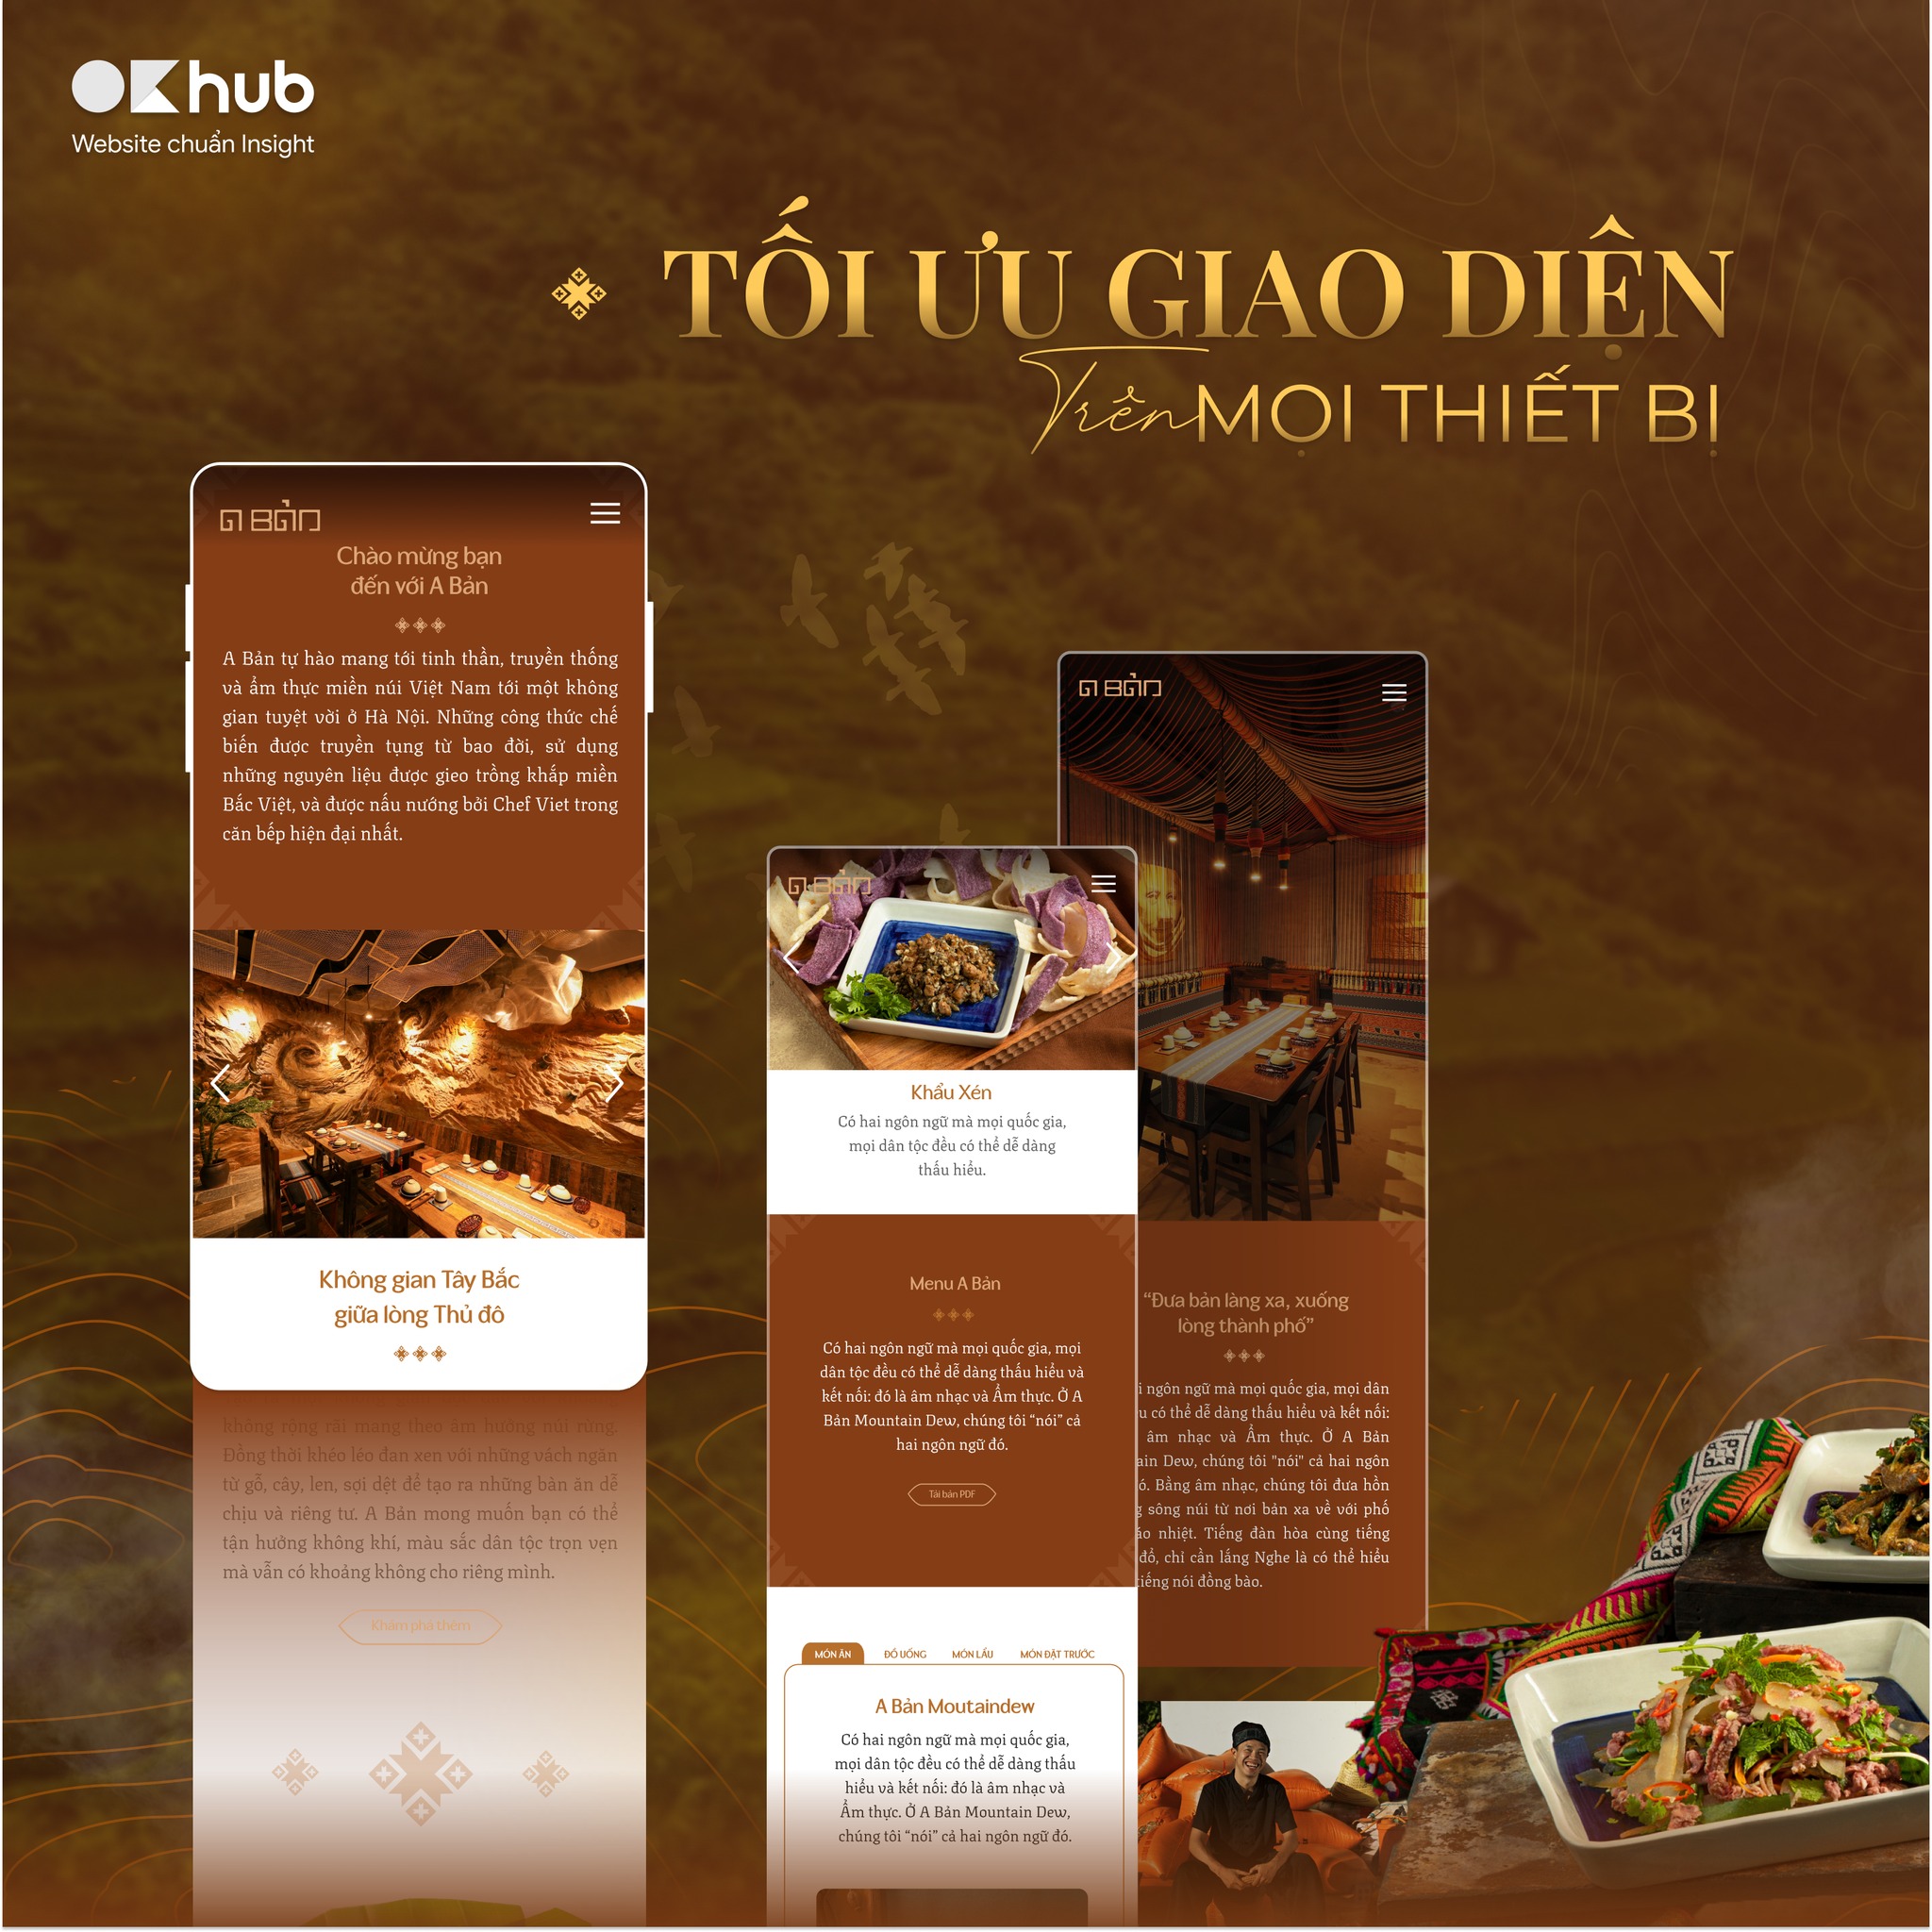 OK hub
Website chuẩn Insight
TỐI ƯU GIAO DIỆN
Trên MỌI THIẾT BỊ
A BẢN
Chào mừng bạn
đến với A Bản
A Bản tự hào mang tới tinh thần, truyền thống
và ẩm thực miền núi Việt Nam tới một không
gian tuyệt vời ở Hà Nội. Những công thức chế
biến được truyền tụng từ bao đời, sử dụng
những nguyên liệu được gieo trồng khắp miền
Bắc Việt, và được nấu nướng bởi Chef Viet trong
căn bếp hiện đại nhất.
Không gian Tây Bắc
giữa lòng Thủ đô
không rộng rãi mang theo âm hưởng núi rừng.
Đồng thời khéo léo đan xen với những vách ngăn
từ gỗ, cây, len, sợi dệt để tạo ra những bàn ăn dễ
chịu và riêng tư. A Bản mong muốn bạn có thể
tận hưởng không khí, màu sắc dân tộc trọn vẹn
mà vẫn có khoảng không cho riêng mình.
Khám phá thêm
A BẢN
Khẩu Xén
Có hai ngôn ngữ mà mọi quốc gia,
mọi dân tộc đều có thể dễ dàng
thấu hiểu.
Menu A Bản
Có hai ngôn ngữ mà mọi quốc gia, mọi
dân tộc đều có thể dễ dàng thấu hiểu và
kết nối: đó là âm nhạc và Ẩm thực. Ở A
Bản Mountain Dew, chúng tôi “nói” cả
hai ngôn ngữ đó.
Tải bản PDF
MÓN ĂN ĐỒ UỐNG MÓN LẨU MÓN ĐẶT TRƯỚC
A Bản Moutaindew
Có hai ngôn ngữ mà mọi quốc gia,
mọi dân tộc đều có thể dễ dàng thấu
hiểu và kết nối: đó là âm nhạc và
Ẩm thực. Ở A Bản Mountain Dew,
chúng tôi “nói” cả hai ngôn ngữ đó.
A BẢN
“Đưa bản làng xa, xuống
lòng thành phố”
i ngôn ngữ mà mọi quốc gia, mọi dân
u có thể dễ dàng thấu hiểu và kết nối:
âm nhạc và Ẩm thực. Ở A Bản
ain Dew, chúng tôi "nói" cả hai ngôn
ó. Bằng âm nhạc, chúng tôi đưa hồn
g sông núi từ nơi bản xa về với phố
áo nhiệt. Tiếng đàn hòa cùng tiếng
đổ, chỉ cần lắng Nghe là có thể hiểu
tiếng nói đồng bào.